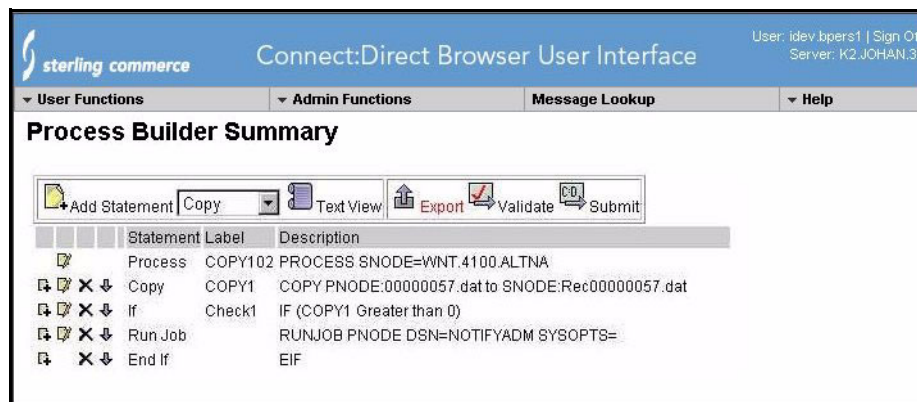 User: idev.bpers1 | Sign
Server: K2.JOHAN.3
sterling commerce
Connect:Direct Browser User Interface
User Functions
Admin Functions
Message Lookup
Help
Process Builder Summary
Add Statement Copy Text View Export Validate C:D. Submit
Statement Label Description
Process COPY102 PROCESS SNODE=WNT.4100.ALTNA
Copy COPY1 COPY PNODE:00000057.dat to SNODE:Rec00000057.dat
If Check1 IF (COPY1 Greater than 0)
Run Job RUNJOB PNODE DSN=NOTIFYADM SYSOPTS=
End If EIF